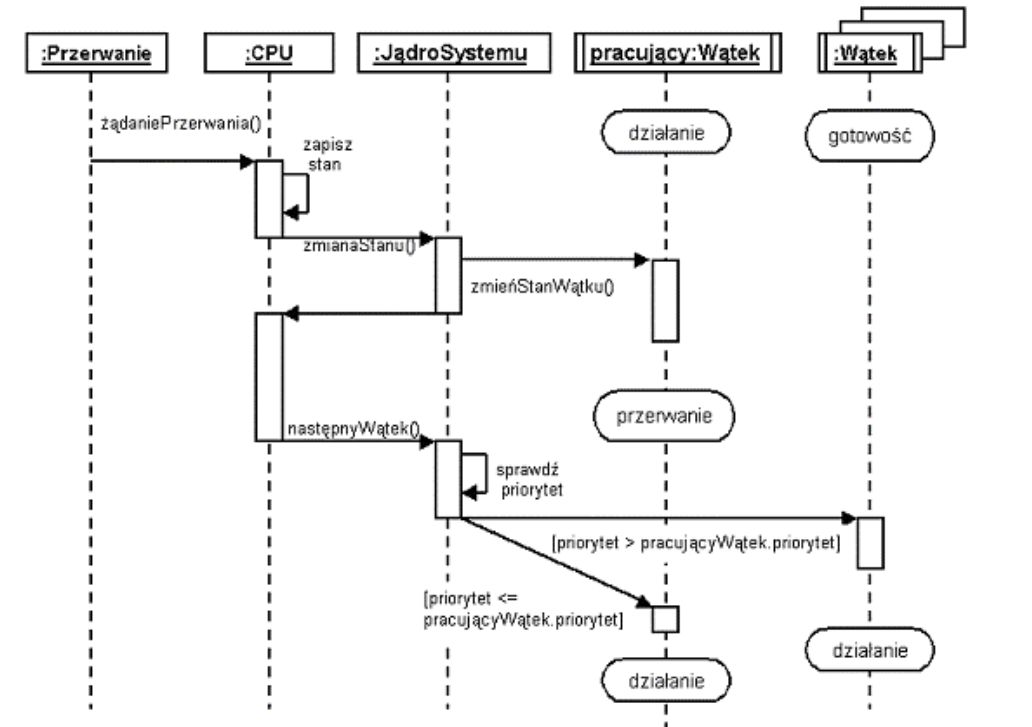 :Przerwanie
:CPU
:JądroSystemu
pracujący:Wątek
:Wątek
żądaniePrzerwania()
działanie
gotowość
zapisz
stan
zmianaStanu()
zmieńStanWątku()
przerwanie
następnyWątek()
sprawdź
priorytet
[priorytet > pracującyWątek.priorytet]
[priorytet <=
pracującyWątek.priorytet]
działanie
działanie